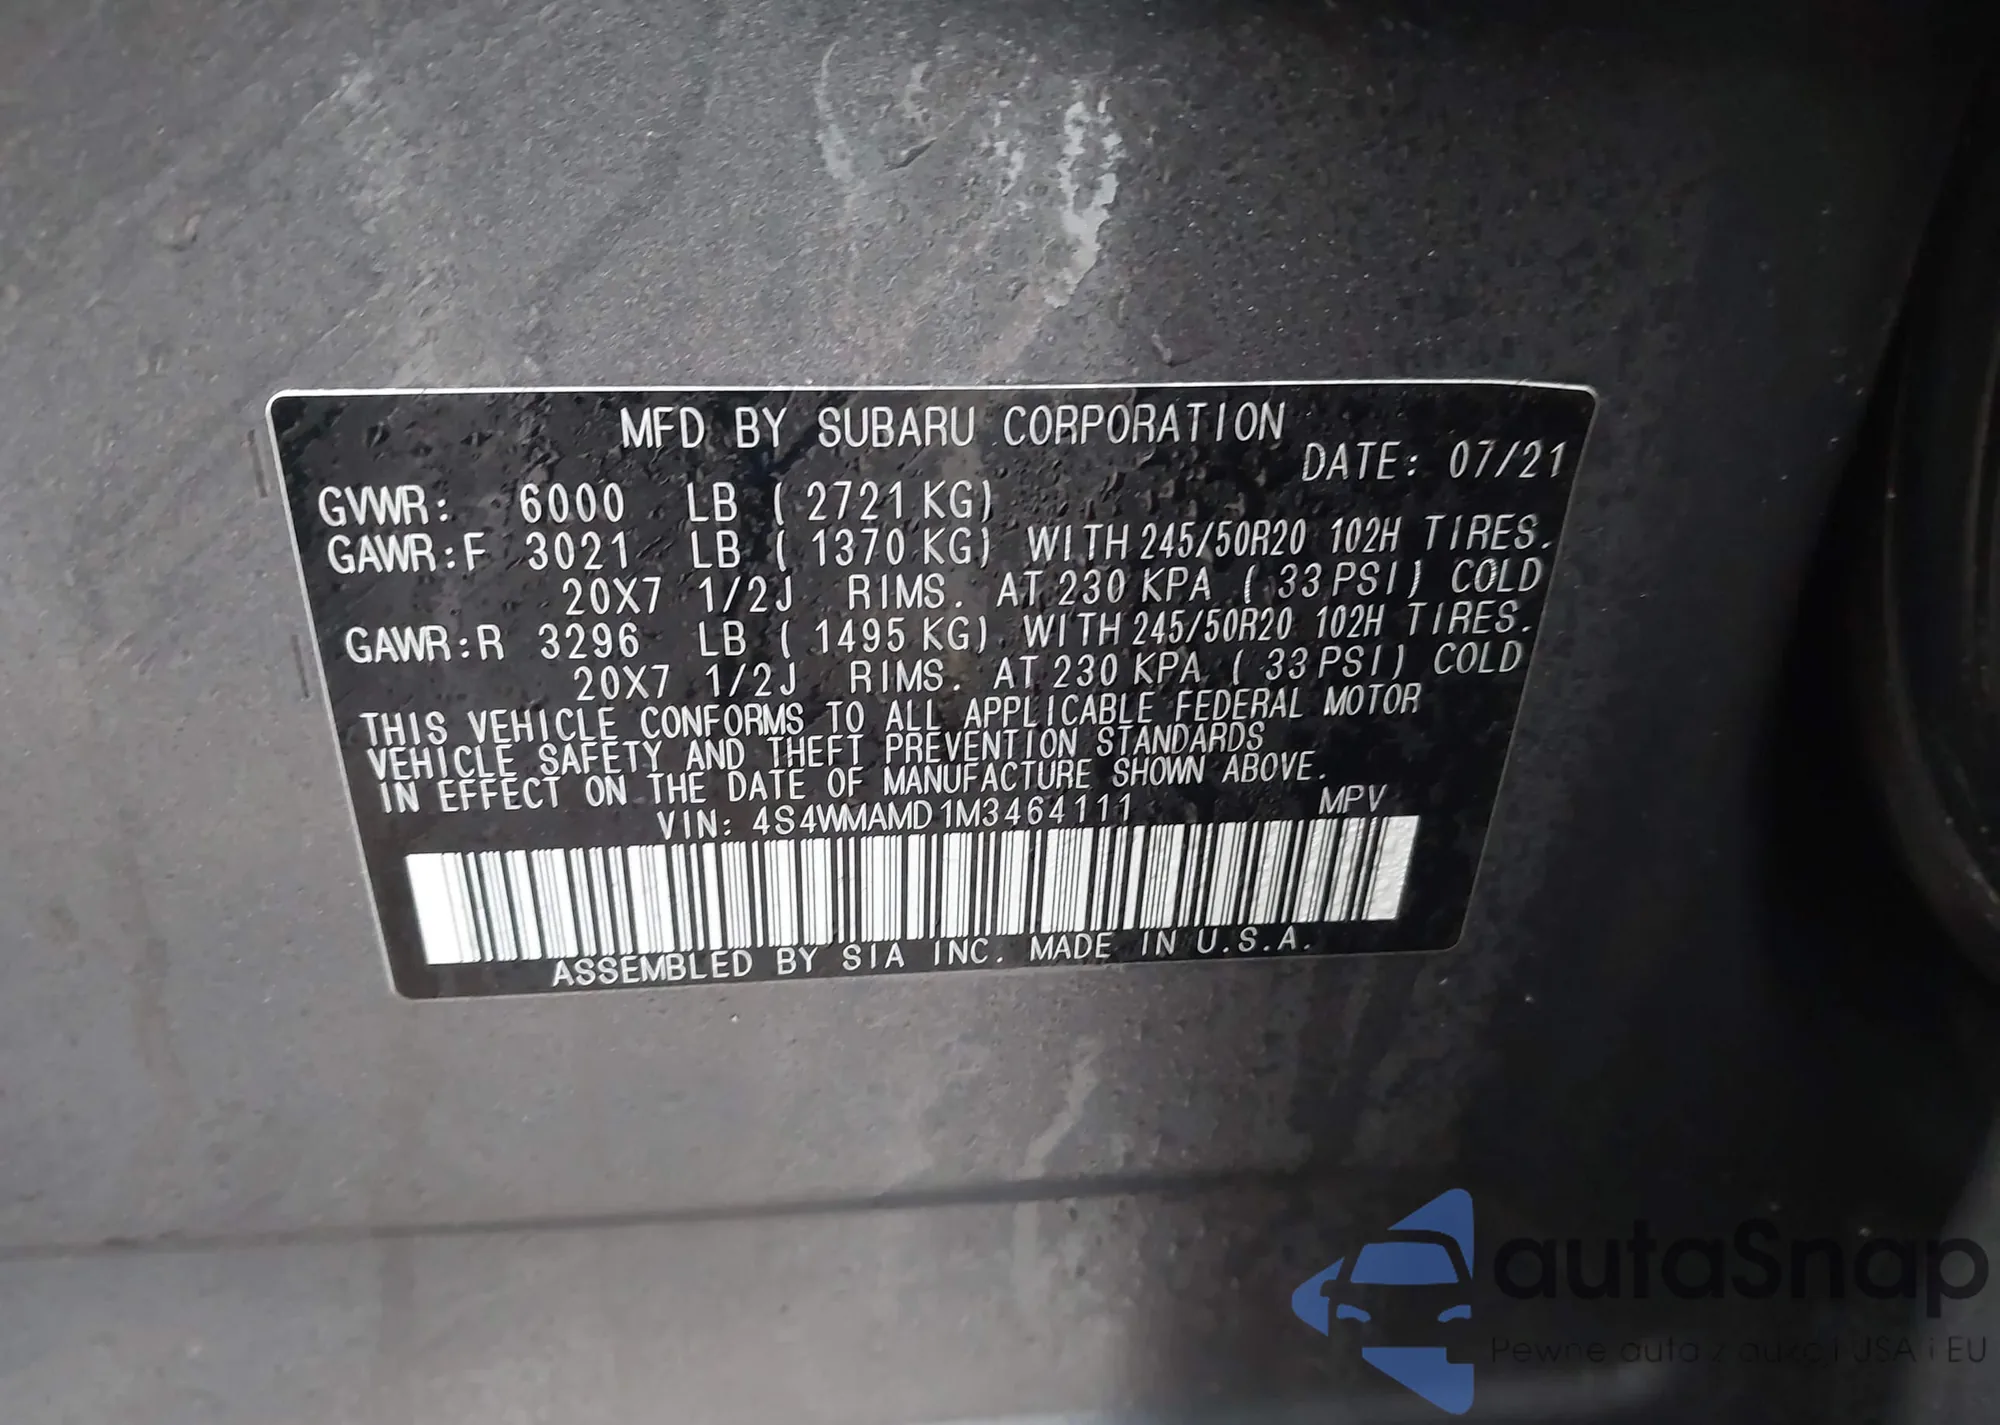 MFD BY SUBARU CORPORATION
DATE: 07/21
GVWR: 6000 LB ( 2721 KG)
GAWR:F 3021 LB ( 1370 KG) WITH 245/50R20 102H TIRES.
20X7 1/2J RIMS. AT 230 KPA ( 33 PSI) COLD
GAWR:R 3296 LB ( 1495 KG) WITH 245/50R20 102H TIRES.
20X7 1/2J RIMS. AT 230 KPA ( 33 PSI) COLD
THIS VEHICLE CONFORMS TO ALL APPLICABLE FEDERAL MOTOR
VEHICLE SAFETY AND THEFT PREVENTION STANDARDS
IN EFFECT ON THE DATE OF MANUFACTURE SHOWN ABOVE.
VIN: 4S4WMAMD1M3464111 MPV
ASSEMBLED BY SIA INC. MADE IN U.S.A.
autaSnap
Pewne auta z aukcji USA i EU